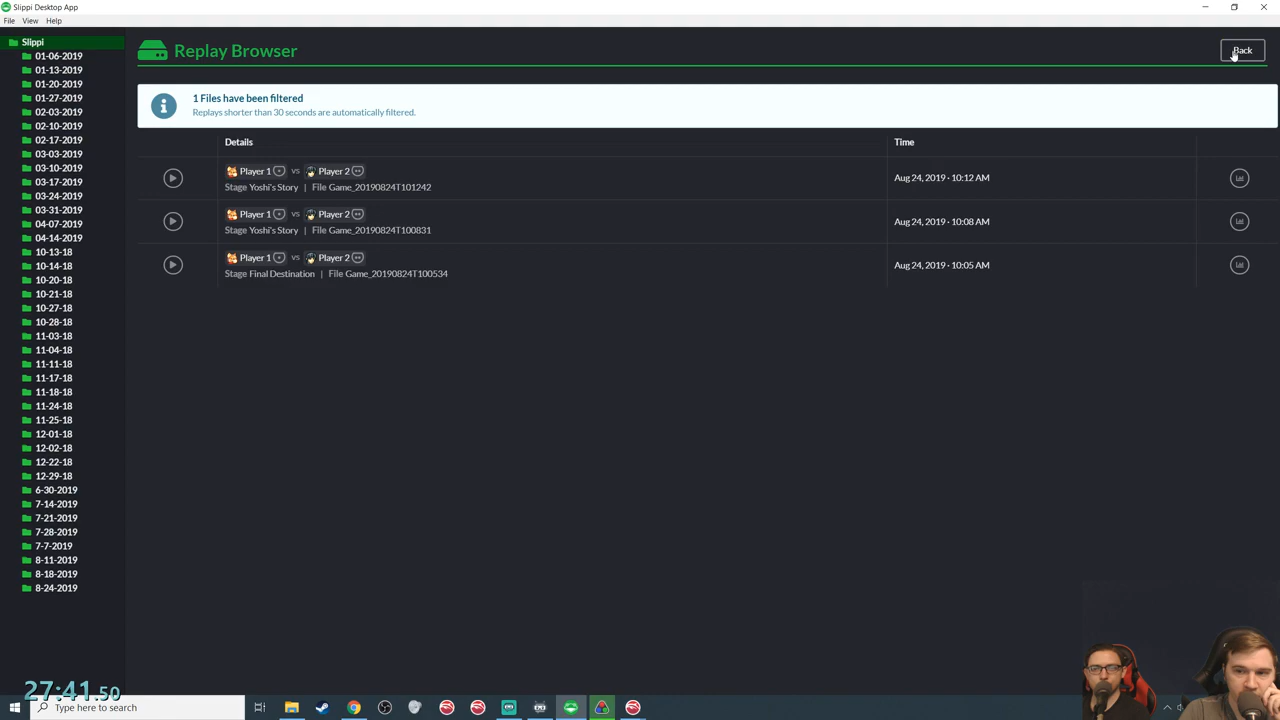 Slippi Desktop App
File View Help
Slippi
01-06-2019
01-13-2019
01-20-2019
01-27-2019
02-03-2019
02-10-2019
02-17-2019
03-03-2019
03-10-2019
03-17-2019
03-24-2019
03-31-2019
04-07-2019
04-14-2019
10-13-18
10-14-18
10-20-18
10-21-18
10-27-18
10-28-18
11-03-18
11-04-18
11-11-18
11-17-18
11-18-18
11-24-18
11-25-18
12-01-18
12-02-18
12-22-18
12-29-18
6-30-2019
7-14-2019
7-21-2019
7-28-2019
7-7-2019
8-11-2019
8-18-2019
8-24-2019
Replay Browser
Back
1 Files have been filtered
Replays shorter than 30 seconds are automatically filtered.
Details Time
Player 1 vs Player 2
Stage Yoshi's Story | File Game_20190824T101242
Aug 24, 2019 · 10:12 AM
Player 1 vs Player 2
Stage Yoshi's Story | File Game_20190824T100831
Aug 24, 2019 · 10:08 AM
Player 1 vs Player 2
Stage Final Destination | File Game_20190824T100534
Aug 24, 2019 · 10:05 AM
27:41.50
Type here to search